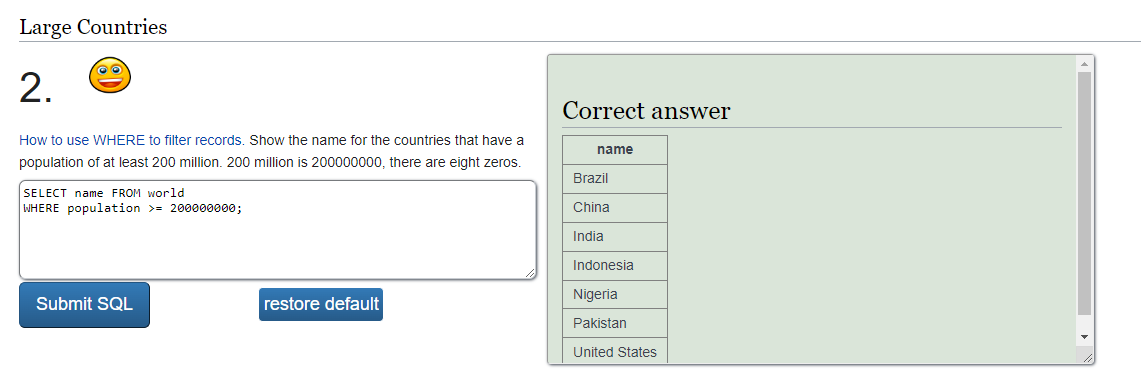 Large Countries
2.
How to use WHERE to filter records. Show the name for the countries that have a
population of at least 200 million. 200 million is 200000000, there are eight zeros.
SELECT name FROM world
WHERE population >= 200000000;
Submit SQL
restore default
Correct answer
name
Brazil
China
India
Indonesia
Nigeria
Pakistan
United States